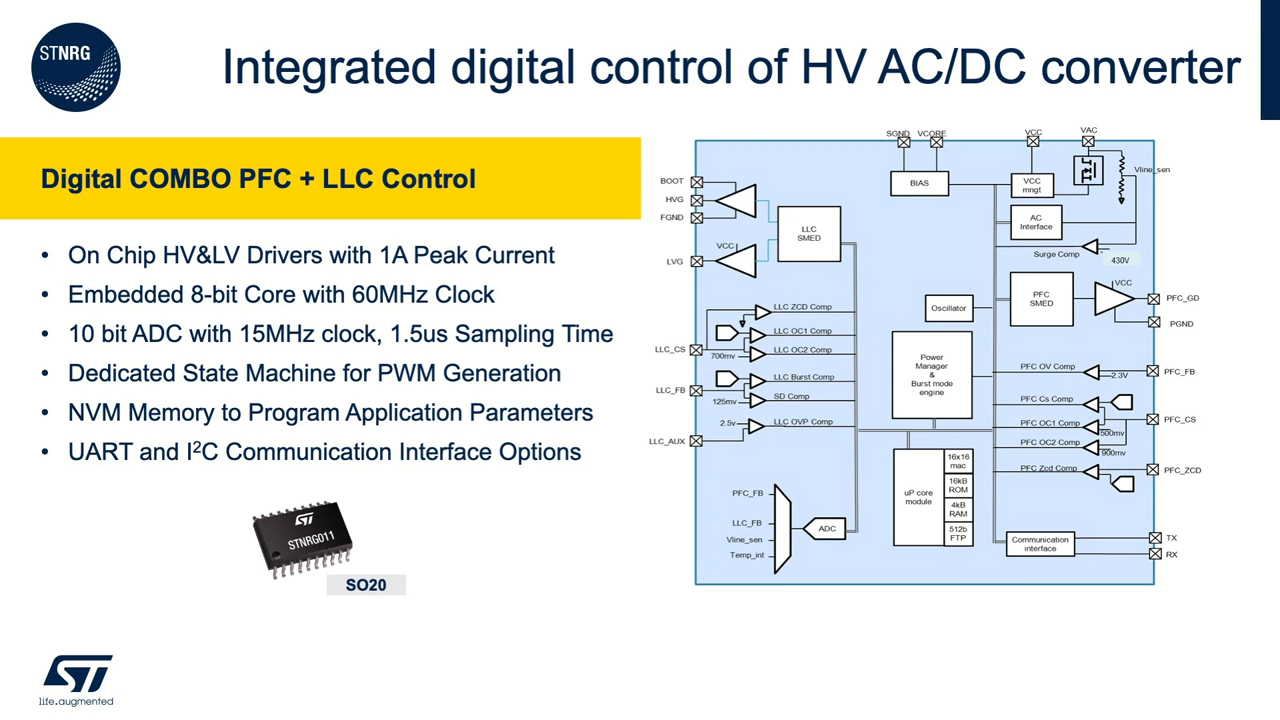 STNRG
Integrated digital control of HV AC/DC converter
Digital COMBO PFC + LLC Control
• On Chip HV&LV Drivers with 1A Peak Current
• Embedded 8-bit Core with 60MHz Clock
• 10 bit ADC with 15MHz clock, 1.5us Sampling Time
• Dedicated State Machine for PWM Generation
• NVM Memory to Program Application Parameters
• UART and I²C Communication Interface Options
ST
STNRG011
SO20
SGND
VCORE
VCC
VAC
BOOT
HVG
FGND
VCC
LVG
LLC
SMED
BIAS
VCC
mngt
Vline_sen
AC
Interface
Surge Comp
430V
LLC ZCD Comp
LLC OC1 Comp
LLC_CS
700mv
LLC OC2 Comp
LLC_FB
LLC Burst Comp
125mv
SD Comp
2.5v
LLC OVP Comp
LLC_AUX
Oscillator
PFC
SMED
VCC
PFC_GD
PGND
Power
Manager
&
Burst mode
engine
PFC OV Comp
2.3V
PFC_FB
PFC Cs Comp
PFC_CS
PFC OC1 Comp
500mv
PFC OC2 Comp
900mv
PFC Zcd Comp
PFC_ZCD
PFC_FB
LLC_FB
Vline_sen
Temp_int
ADC
uP core
module
16x16
mac
16kB
ROM
4kB
RAM
512b
FTP
Communication
interface
TX
RX
ST
life.augmented